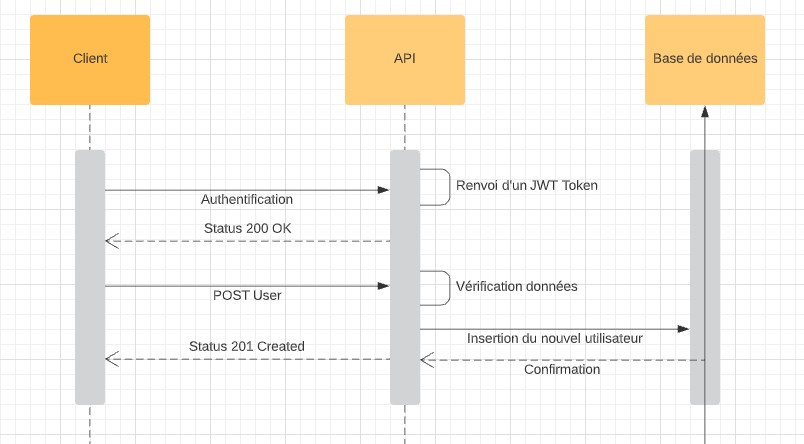 Client
API
Base de données
Renvoi d'un JWT Token
Authentification
Status 200 OK
Vérification données
POST User
Insertion du nouvel utilisateur
Status 201 Created
Confirmation